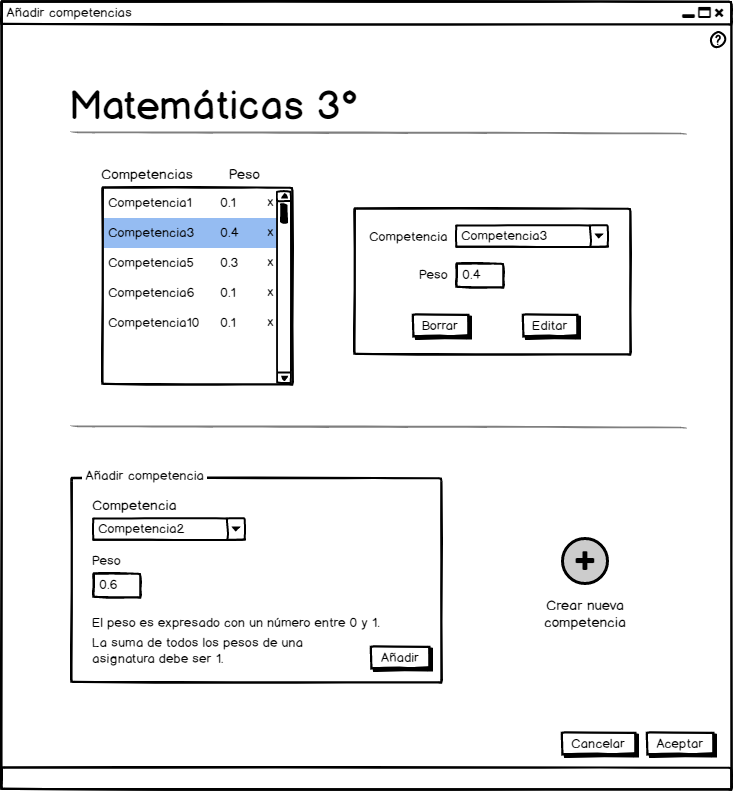 Añadir competencias
Matemáticas 3º
Competencias Peso
Competencia1 0.1 x
Competencia3 0.4 x
Competencia5 0.3 x
Competencia6 0.1 x
Competencia10 0.1 x
Competencia Competencia3
Peso 0.4
Borrar Editar
Añadir competencia
Competencia
Competencia2
Peso
0.6
El peso es expresado con un número entre 0 y 1.
La suma de todos los pesos de una
asignatura debe ser 1.
Añadir
Crear nueva
competencia
Cancelar Aceptar